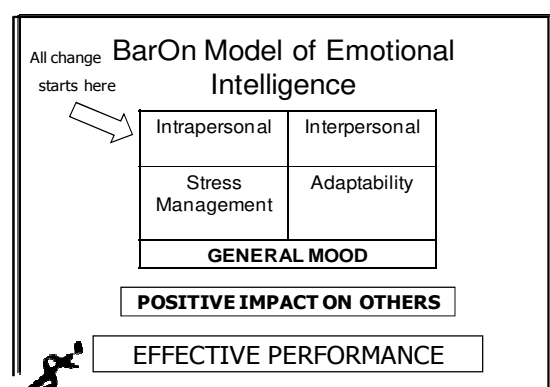 All change
starts here
BarOn Model of Emotional
Intelligence
Intrapersonal
Interpersonal
Stress
Management
Adaptability
GENERAL MOOD
POSITIVE IMPACT ON OTHERS
EFFECTIVE PERFORMANCE